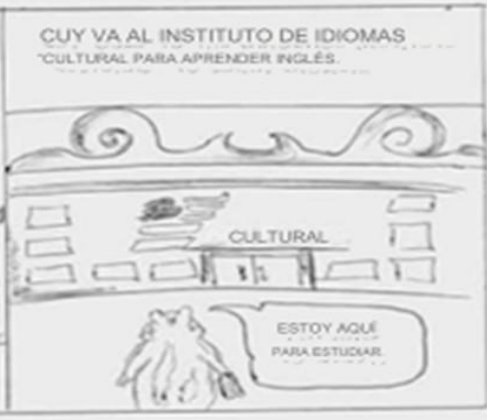 CUY VA AL INSTITUTO DE IDIOMAS
"CULTURAL PARA APRENDER INGLÉS.
CULTURAL
ESTOY AQUÍ
PARA ESTUDIAR.